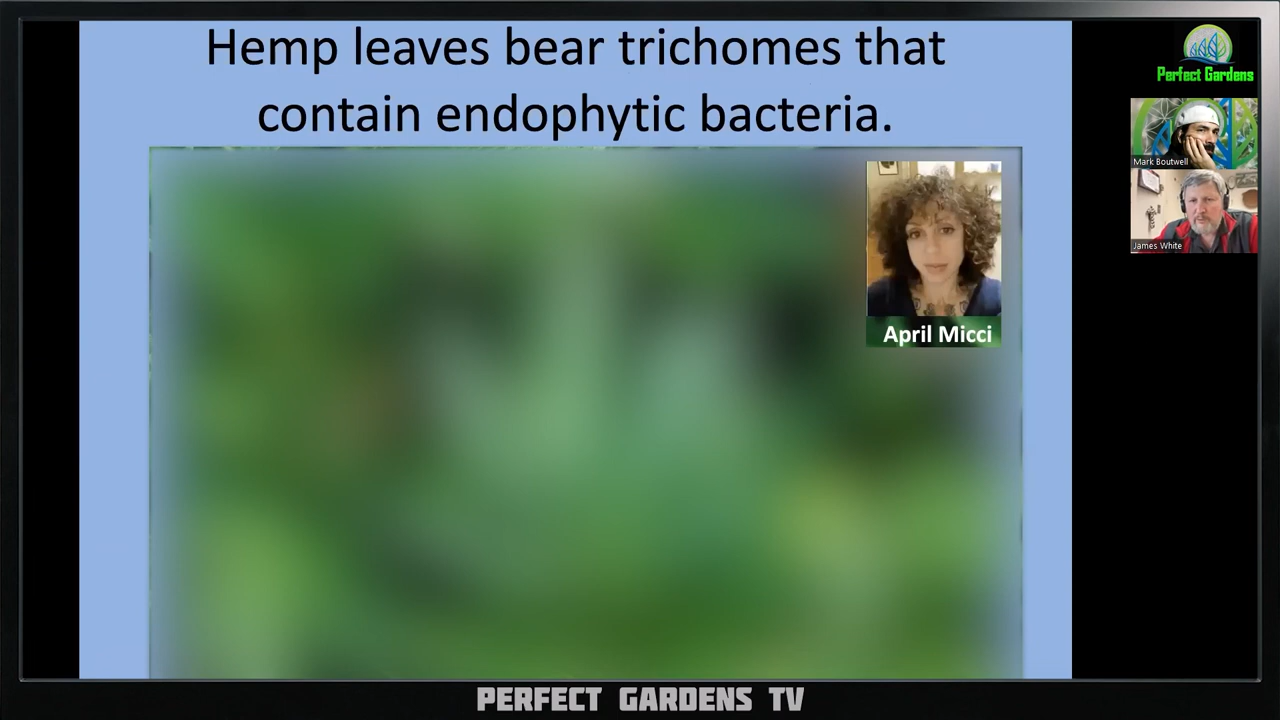 Hemp leaves bear trichomes that
contain endophytic bacteria.
April Micci
Perfect Gardens
Mark Boutwell
James White
PERFECT GARDENS TV